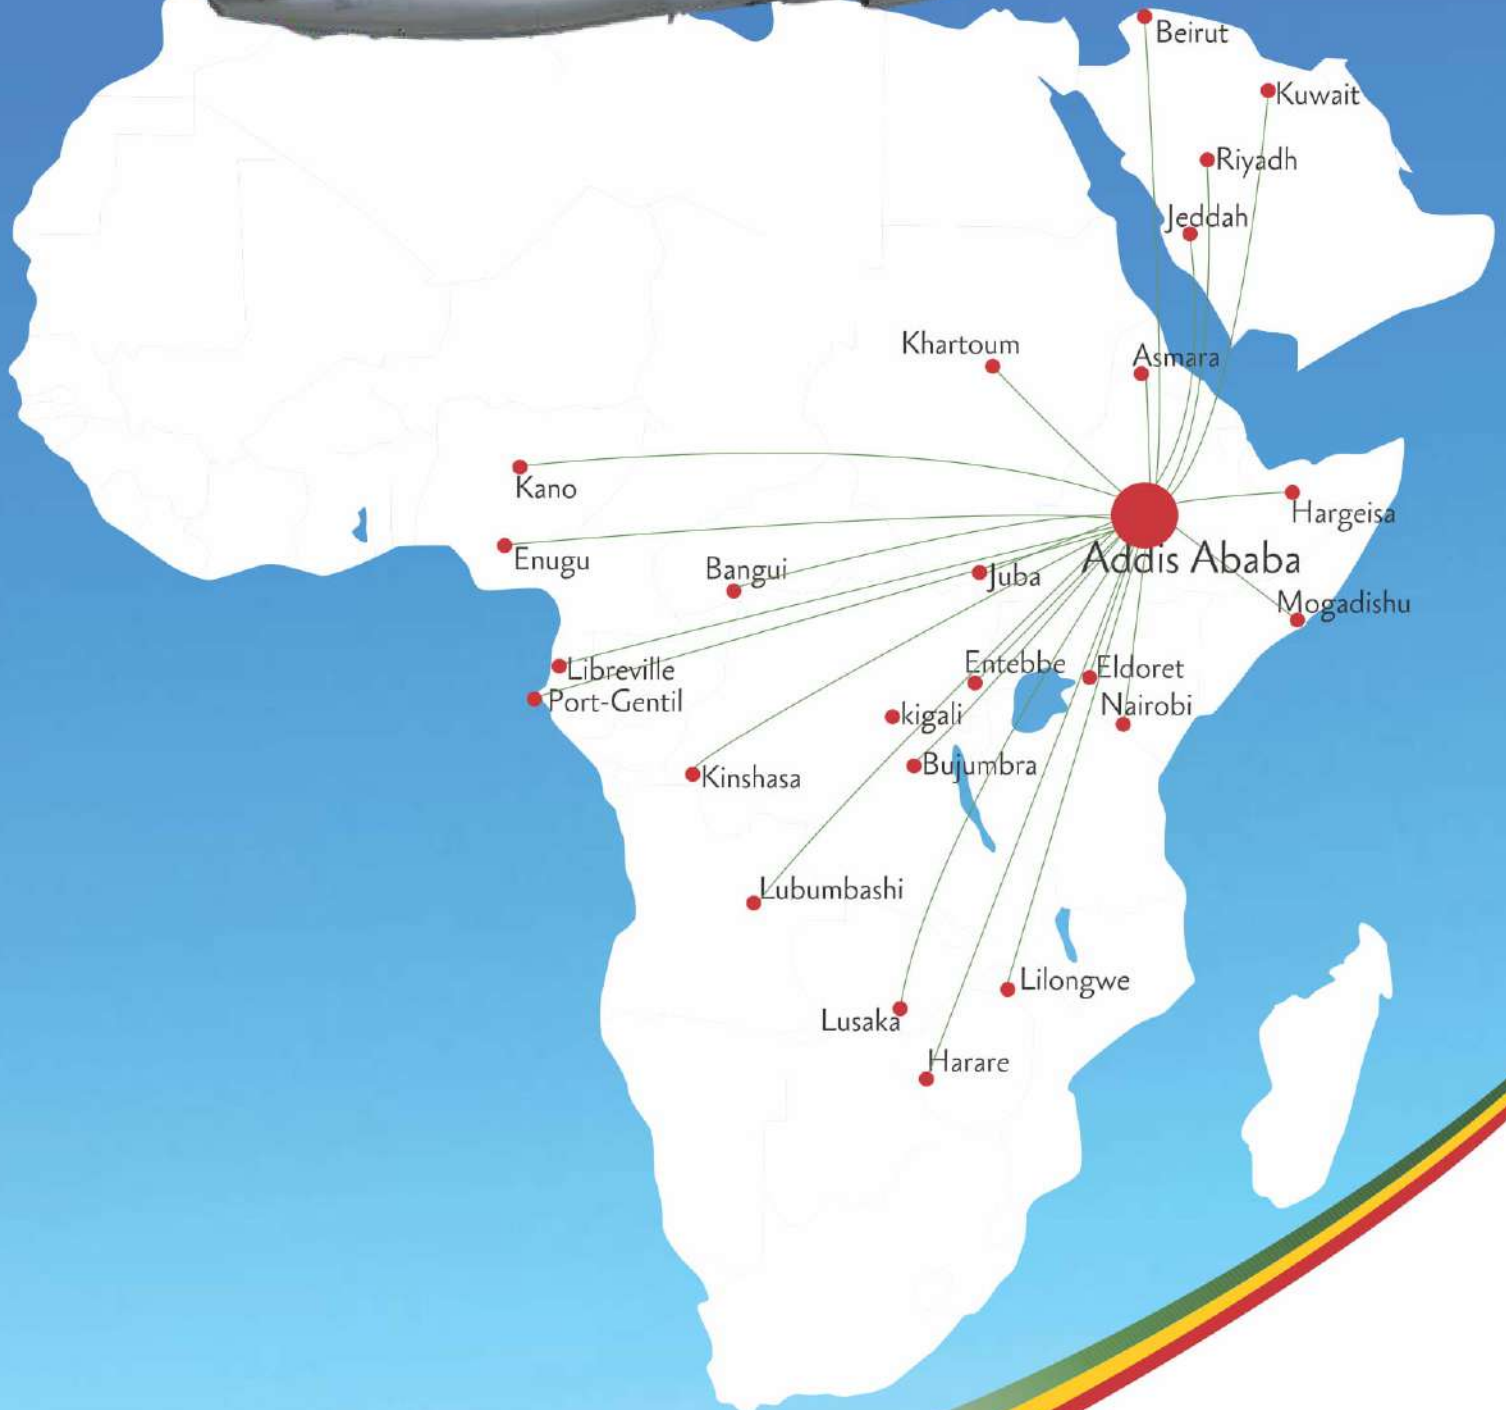 Beirut
Kuwait
Riyadh
Jeddah
Khartoum
Asmara
Kano
Hargeisa
Enugu
Addis Ababa
Bangui
Juba
Mogadishu
Libreville
Entebbe
Eldoret
Port-Gentil
Nairobi
kigali
Kinshasa
Bujumbra
Lubumbashi
Lilongwe
Lusaka
Harare